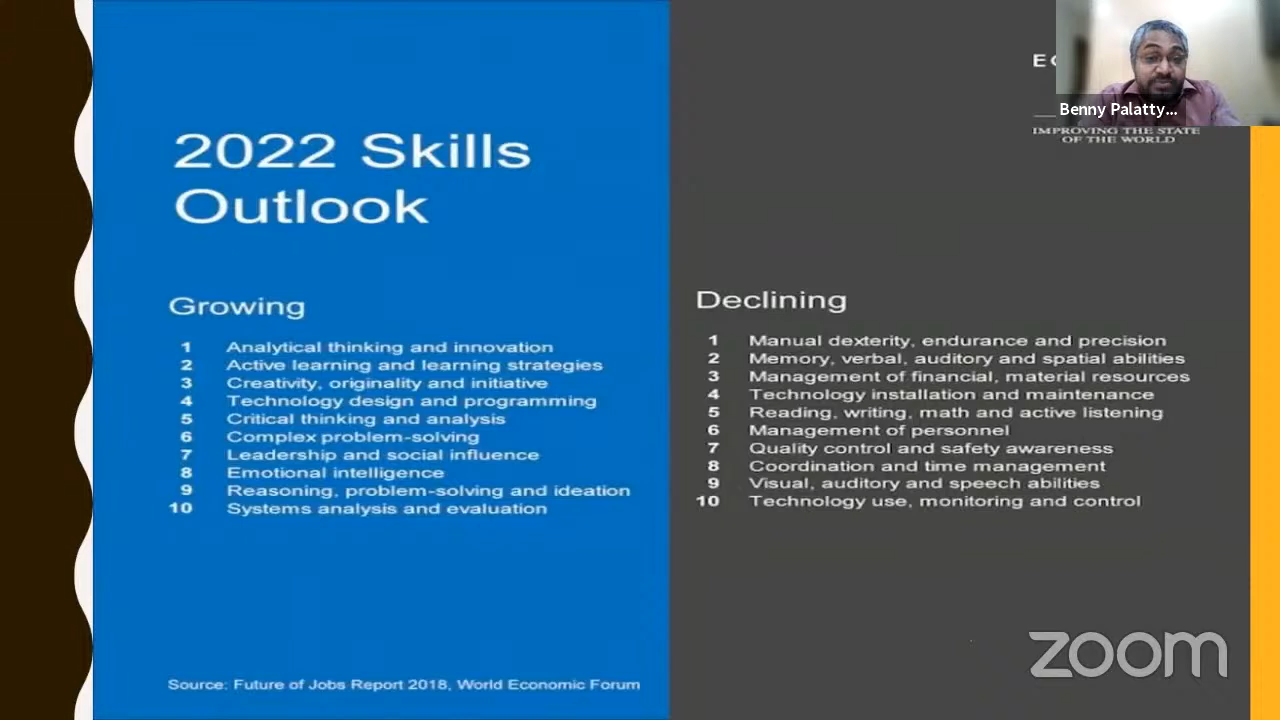 2022 Skills
Outlook
Growing
1 Analytical thinking and innovation
2 Active learning and learning strategies
3 Creativity, originality and initiative
4 Technology design and programming
5 Critical thinking and analysis
6 Complex problem-solving
7 Leadership and social influence
8 Emotional intelligence
9 Reasoning, problem-solving and ideation
10 Systems analysis and evaluation
Source: Future of Jobs Report 2018, World Economic Forum
Benny Palatty...
IMPROVING THE STATE
OF THE WORLD
Declining
1 Manual dexterity, endurance and precision
2 Memory, verbal, auditory and spatial abilities
3 Management of financial, material resources
4 Technology installation and maintenance
5 Reading, writing, math and active listening
6 Management of personnel
7 Quality control and safety awareness
8 Coordination and time management
9 Visual, auditory and speech abilities
10 Technology use, monitoring and control
zoom